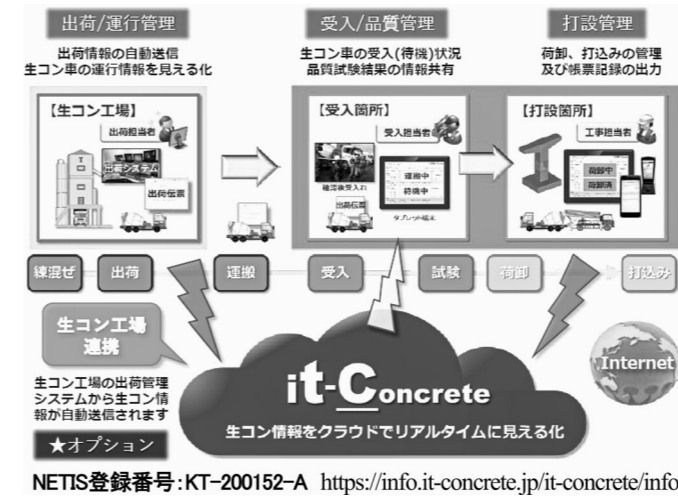 出荷/運行管理
受入/品質管理
打設管理
出荷情報の自動送信
生コン車の運行情報を見える化
生コン車の受入(待機)状況
品質試験結果の情報共有
荷卸、打込みの管理
及び帳票記録の出力
【生コン工場】
出荷担当者
出荷システム
出荷伝票
【受入箇所】
受入担当者
確認後受入れ
運搬中
待機中
出荷伝票
タブレット端末
【打設箇所】
工事担当者
荷卸中
荷卸済
練混ぜ
出荷
運搬
受入
試験
荷卸
打込み
生コン工場
連携
生コン工場の出荷管理
システムから生コン情
報が自動送信されます
★オプション
it-Concrete
生コン情報をクラウドでリアルタイムに見える化
Internet
NETIS登録番号:KT-200152-A https://info.it-concrete.jp/it-concrete/info